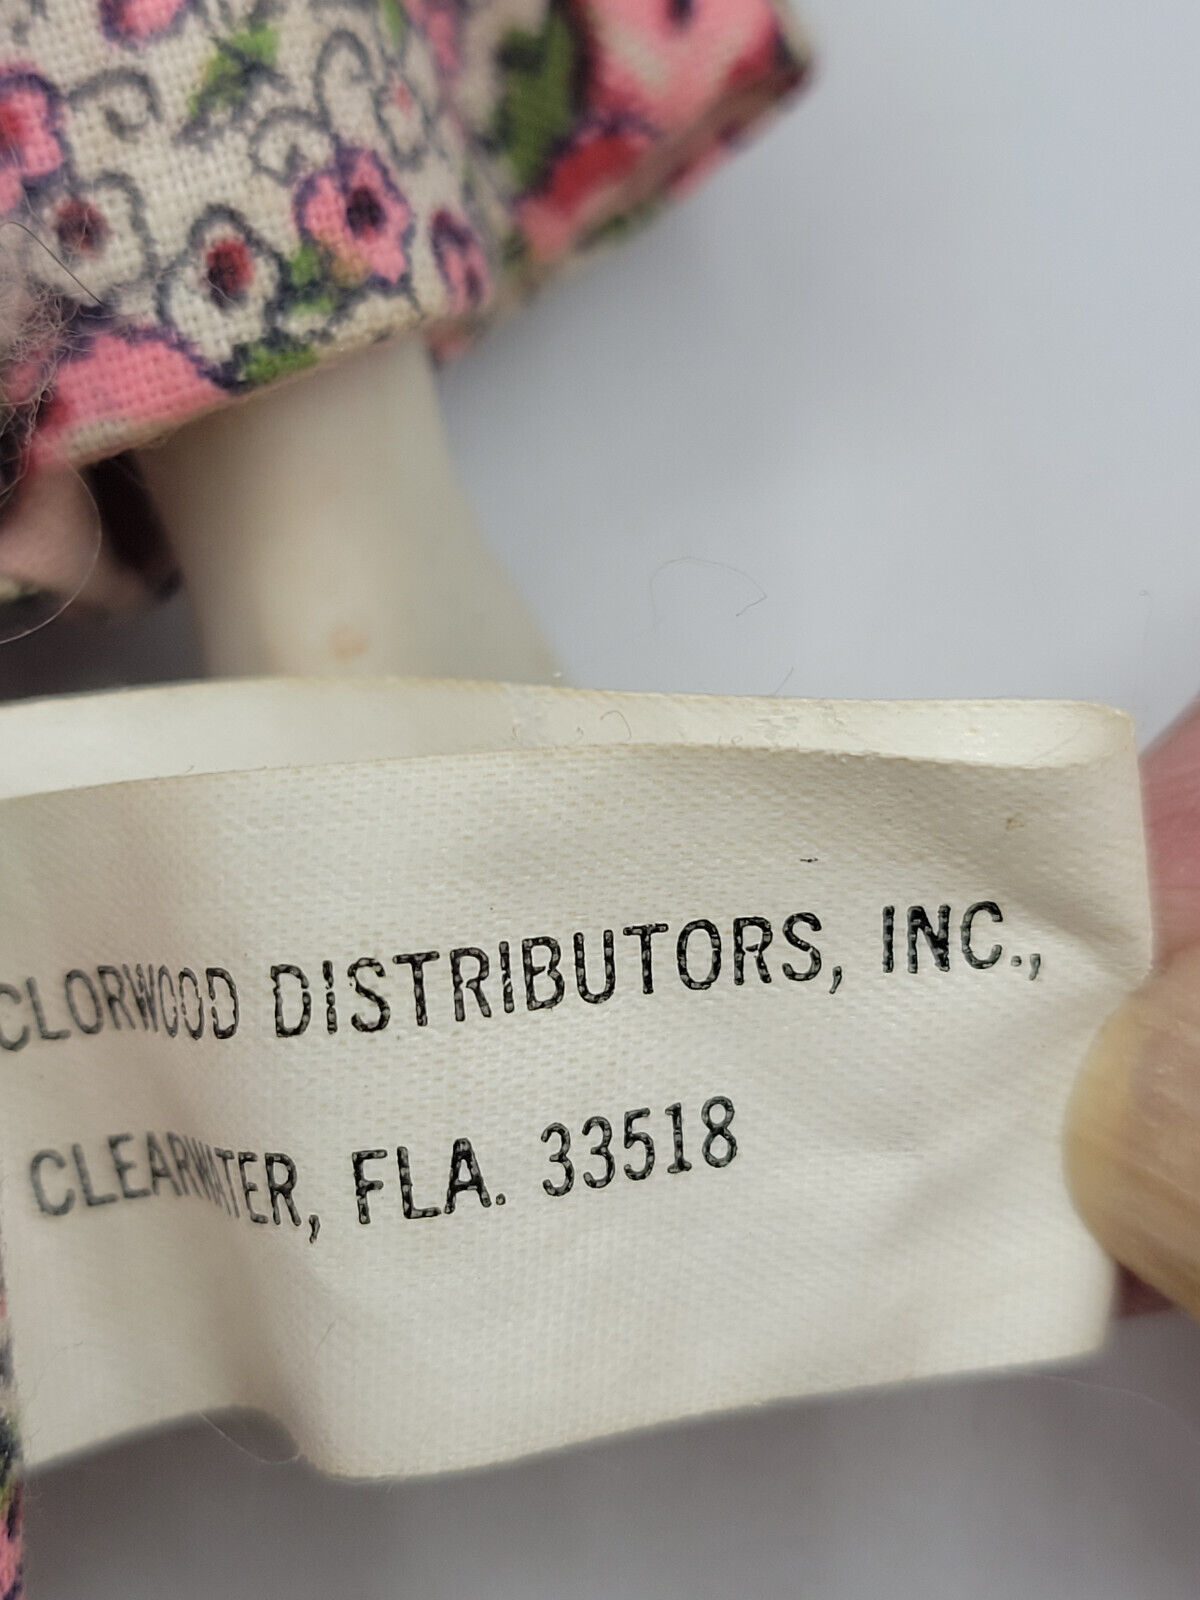 CLORWOOD DISTRIBUTORS, INC.,
CLEARWATER, FLA. 33518